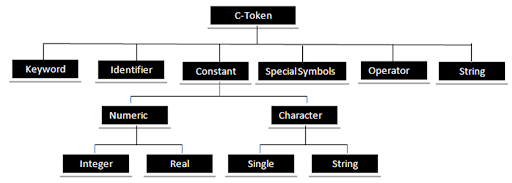 C-Token
Keyword Identifier Constant SpecialSymbols Operator String
Numeric Character
Integer Real Single String